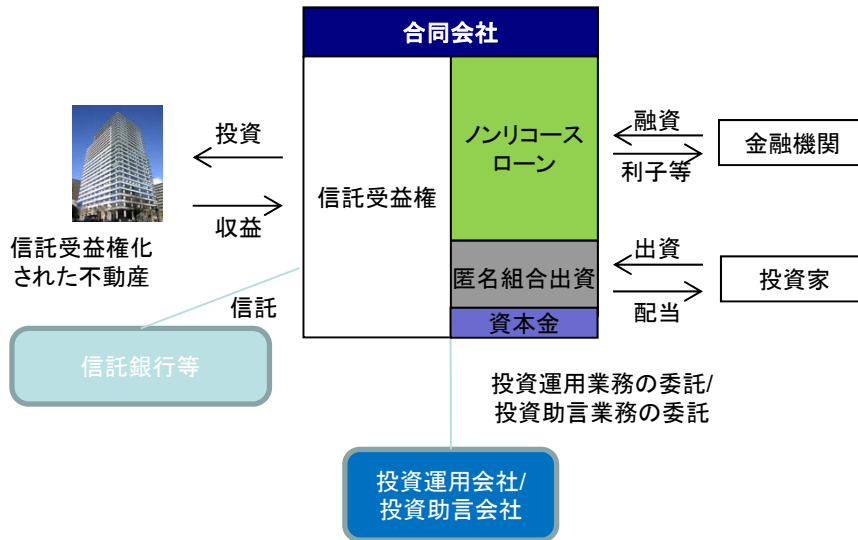 合同会社
投資
収益
信託受益権化
された不動産
信託受益権
ノンリコース
ローン
匿名組合出資
資本金
融資
利子等
金融機関
出資
配当
投資家
信託
信託銀行等
投資運用業務の委託/
投資助言業務の委託
投資運用会社/
投資助言会社